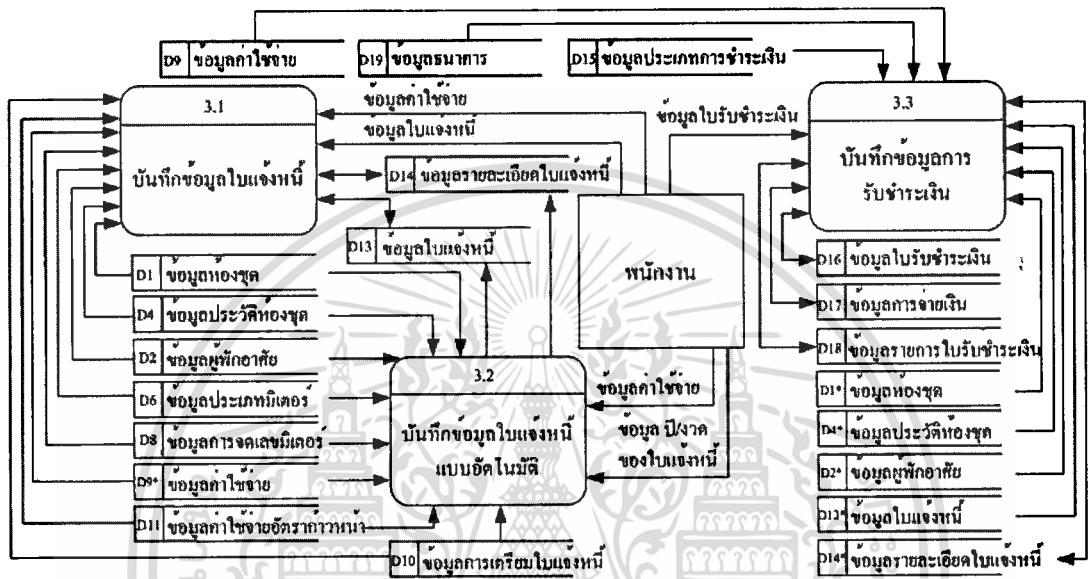 D9 ข้อมูลค่าใช้จ่าย
D19 ข้อมูลธนาคาร
D15 ข้อมูลประเภทการชำระเงิน
3.1
บันทึกข้อมูลใบแจ้งหนี้
ข้อมูลค่าใช้จ่าย
ข้อมูลใบแจ้งหนี้
ข้อมูลใบรับชำระเงิน
3.3
บันทึกข้อมูลการ
รับชำระเงิน
D14 ข้อมูลรายละเอียดใบแจ้งหนี้
D13 ข้อมูลใบแจ้งหนี้
พนักงาน
D1 ข้อมูลห้องชุด
D4 ข้อมูลประวัติห้องชุด
D2 ข้อมูลผู้พักอาศัย
D6 ข้อมูลประเภทมิเตอร์
D8 ข้อมูลการจดเลขมิเตอร์
D9* ข้อมูลค่าใช้จ่าย
D11 ข้อมูลค่าใช้จ่ายอัตราก้าวหน้า
D10 ข้อมูลการเตรียมใบแจ้งหนี้
3.2
บันทึกข้อมูลใบแจ้งหนี้
แบบอัตโนมัติ
ข้อมูลค่าใช้จ่าย
ข้อมูล ปี/งวด
ของใบแจ้งหนี้
D16 ข้อมูลใบรับชำระเงิน
D17 ข้อมูลการจ่ายเงิน
D18 ข้อมูลรายการใบรับชำระเงิน
D1* ข้อมูลห้องชุด
D4* ข้อมูลประวัติห้องชุด
D2* ข้อมูลผู้พักอาศัย
D13* ข้อมูลใบแจ้งหนี้
D14* ข้อมูลรายละเอียดใบแจ้งหนี้